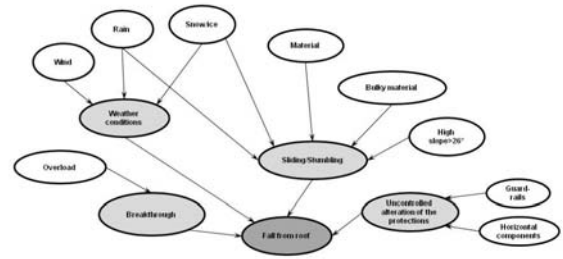 Snow/ice
Rain
Material
Wind
Bulky material
Weather
conditions
High
slope>26°
Sliding/Stumbling
Overload
Guard-
rails
Uncontrolled
alteration of the
protections
Breakthrough
Horizontal
components
Fall from roof